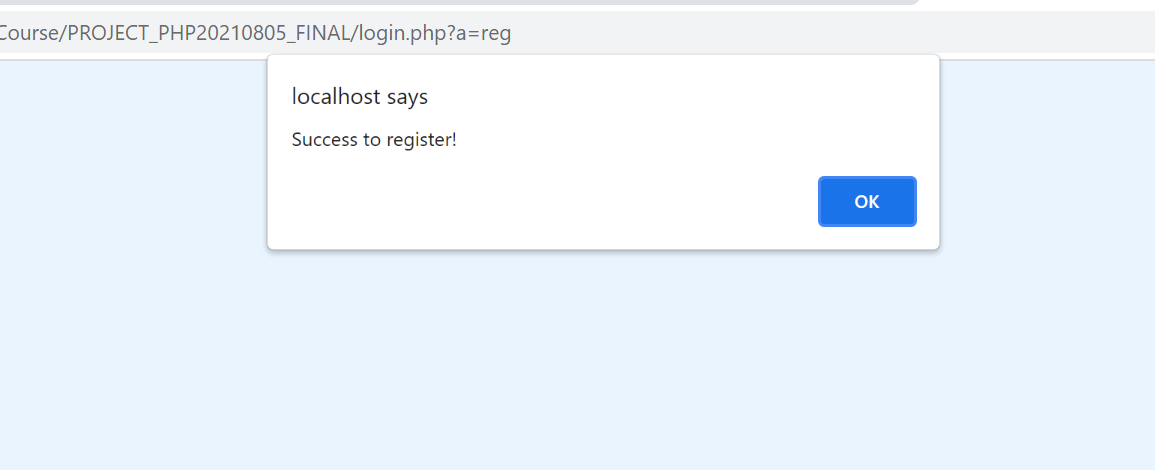 Course/PROJECT_PHP20210805_FINAL/login.php?a=reg
localhost says
Success to register!
OK